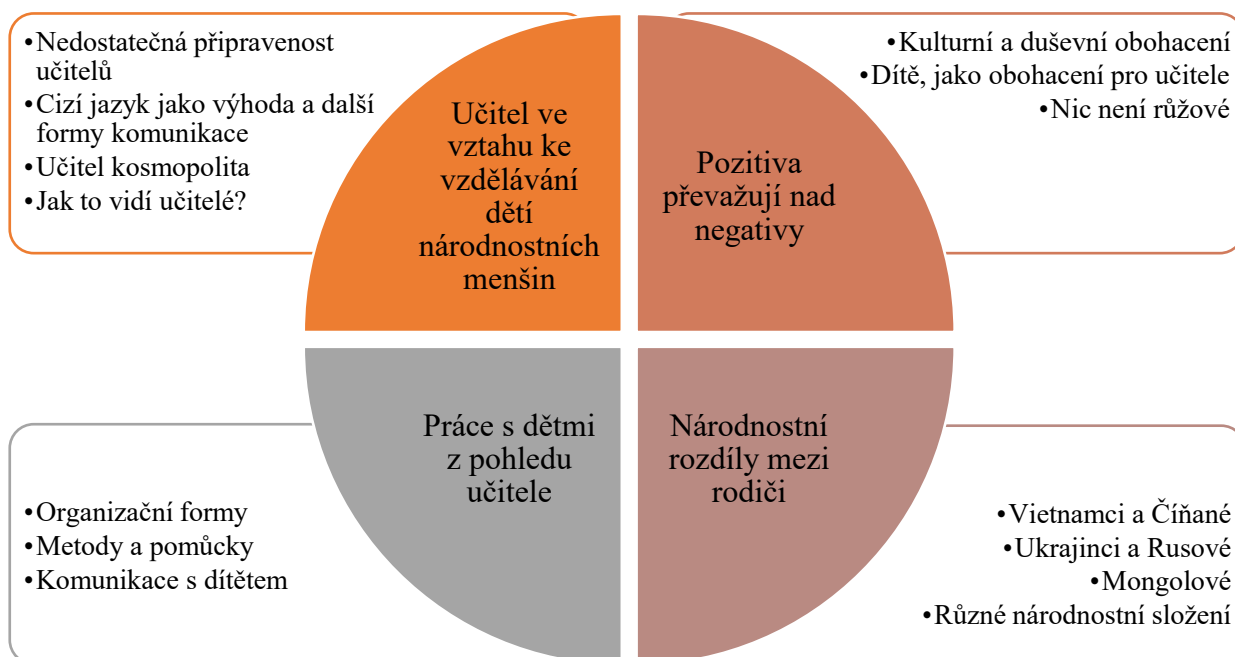 •Nedostatečná připravenost
učitelů
•Cizí jazyk jako výhoda a další
formy komunikace
•Učitel kosmopolita
•Jak to vidí učitelé?
Učitel ve
vztahu ke
vzdělávání
dětí
národnostních
menšin
Pozitiva
převažují nad
negativy
•Kulturní a duševní obohacení
•Dítě, jako obohacení pro učitele
•Nic není růžové
•Organizační formy
•Metody a pomůcky
•Komunikace s dítětem
Práce s dětmi
z pohledu
učitele
Národnostní
rozdíly mezi
rodiči
•Vietnamci a Číňané
•Ukrajinci a Rusové
•Mongolové
•Různé národnostní složení